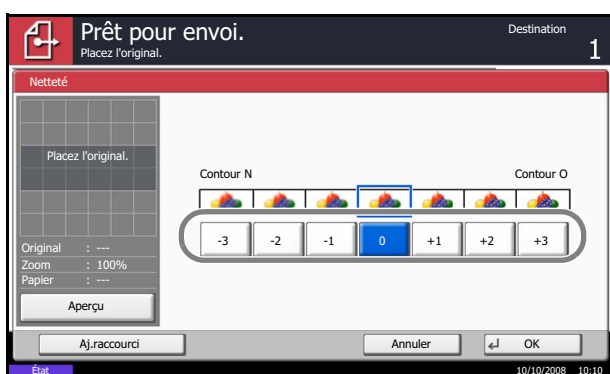 Prêt pour envoi.
Placez l'original.
Destination
1
Netteté
Placez l'original.
Contour N
Contour O
-3
-2
-1
0
+1
+2
+3
Original : ---
Zoom : 100%
Papier : ---
Aperçu
Aj.raccourci
Annuler
OK
État
10/10/2008 10:10